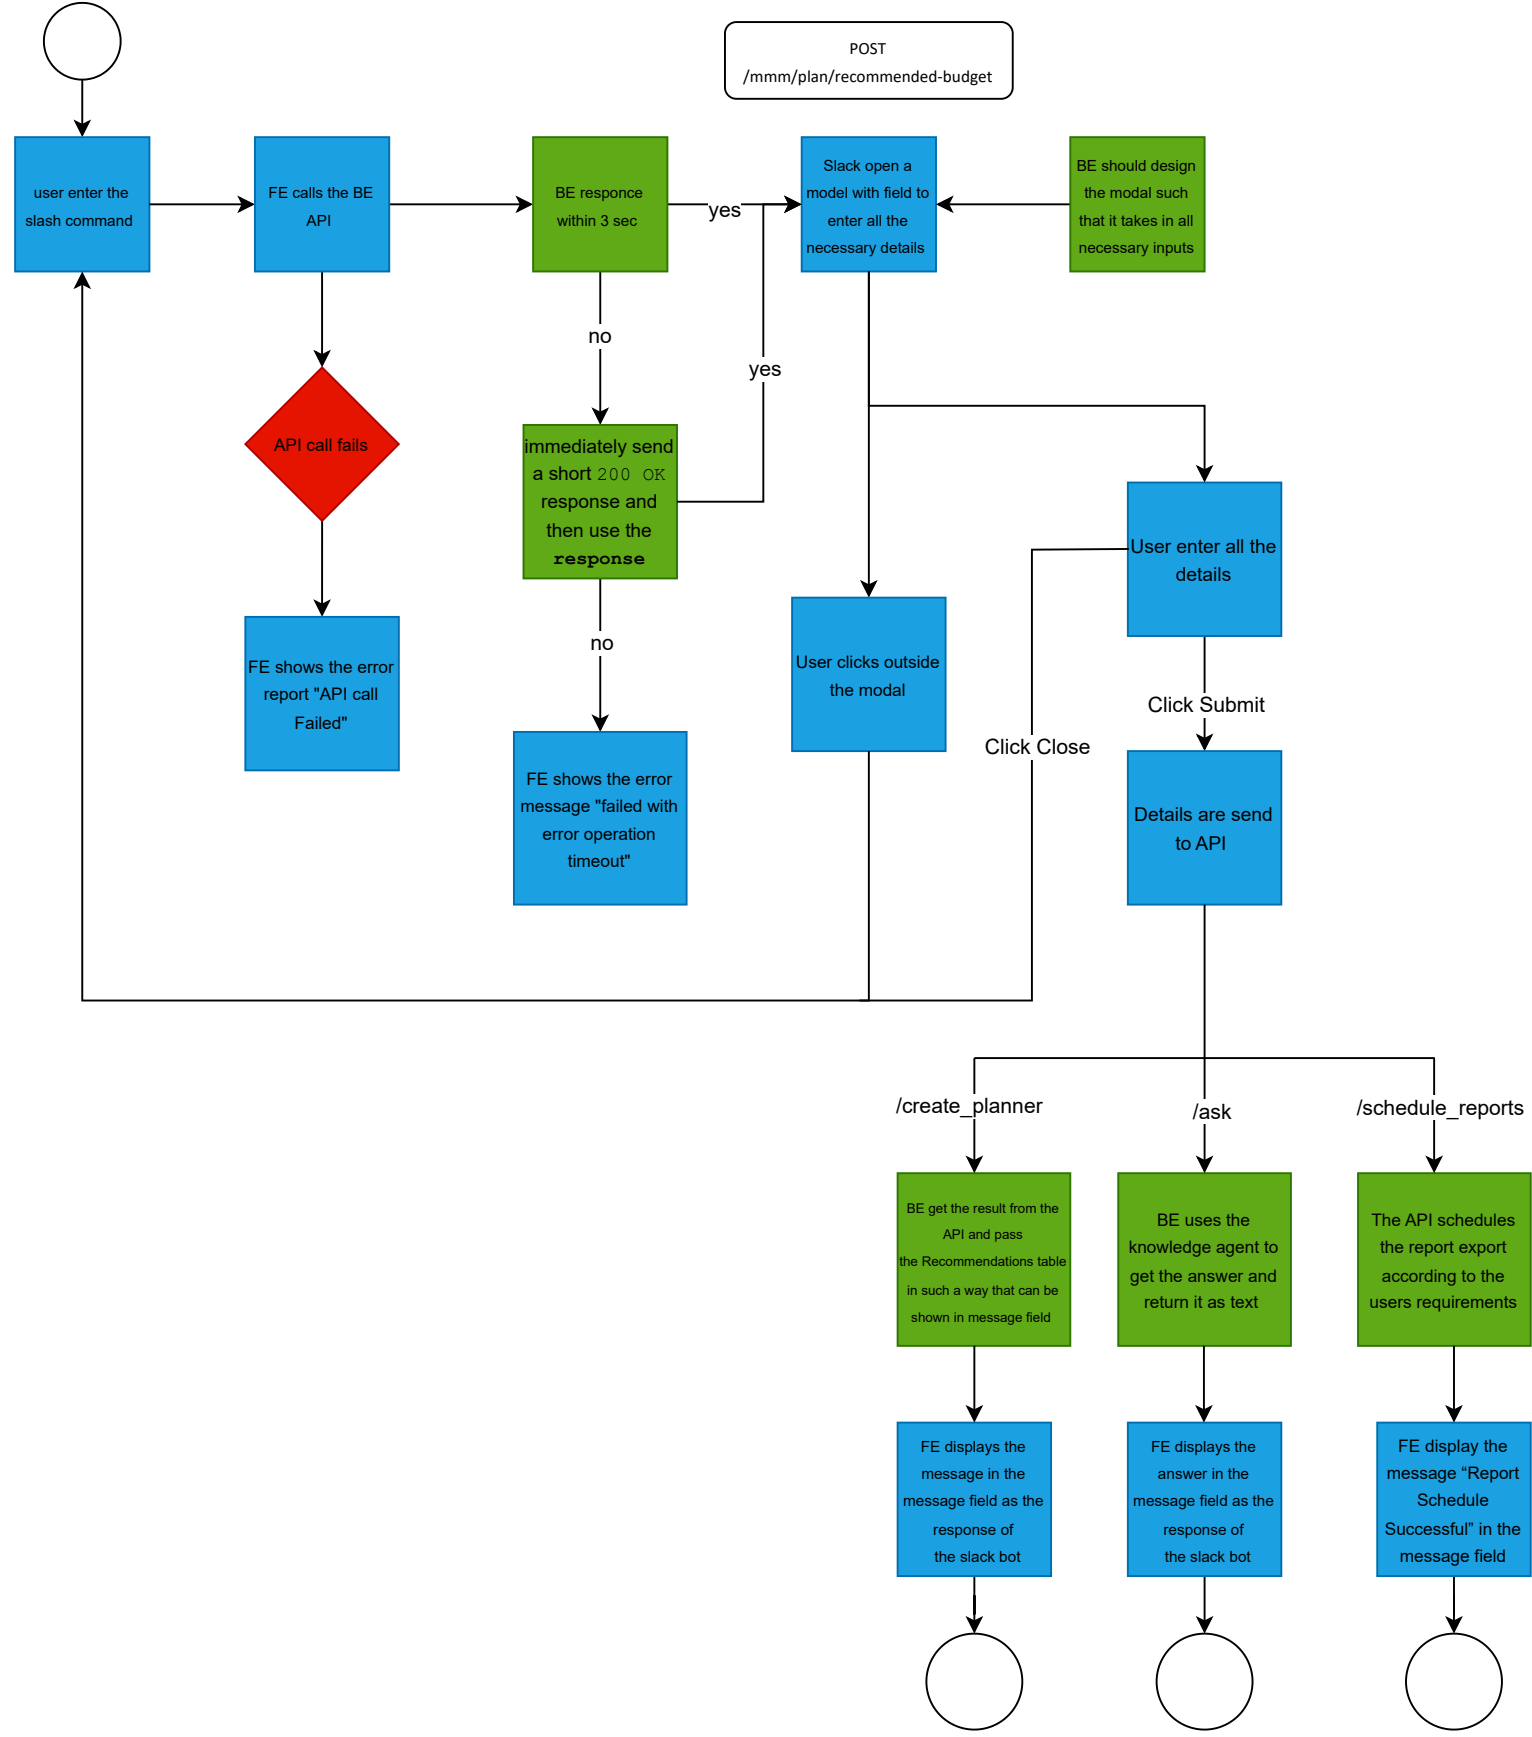 POST
/mmm/plan/recommended-budget
user enter the
slash command
FE calls the BE
API
BE responce
within 3 sec
yes
Slack open a
model with field to
enter all the
necessary details
BE should design
the modal such
that it takes in all
necessary inputs
no
yes
API call fails
immediately send
a short 200 OK
response and
then use the
response
User enter all the
details
no
FE shows the error
report "API call
Failed"
User clicks outside
the modal
Click Submit
Click Close
FE shows the error
message "failed with
error operation
timeout"
Details are send
to API
/create_planner
/ask
/schedule_reports
BE get the result from the
API and pass
the Recommendations table
in such a way that can be
shown in message field
BE uses the
knowledge agent to
get the answer and
return it as text
The API schedules
the report export
according to the
users requirements
FE displays the
message in the
message field as the
response of
the slack bot
FE displays the
answer in the
message field as the
response of
the slack bot
FE display the
message “Report
Schedule
Successful” in the
message field